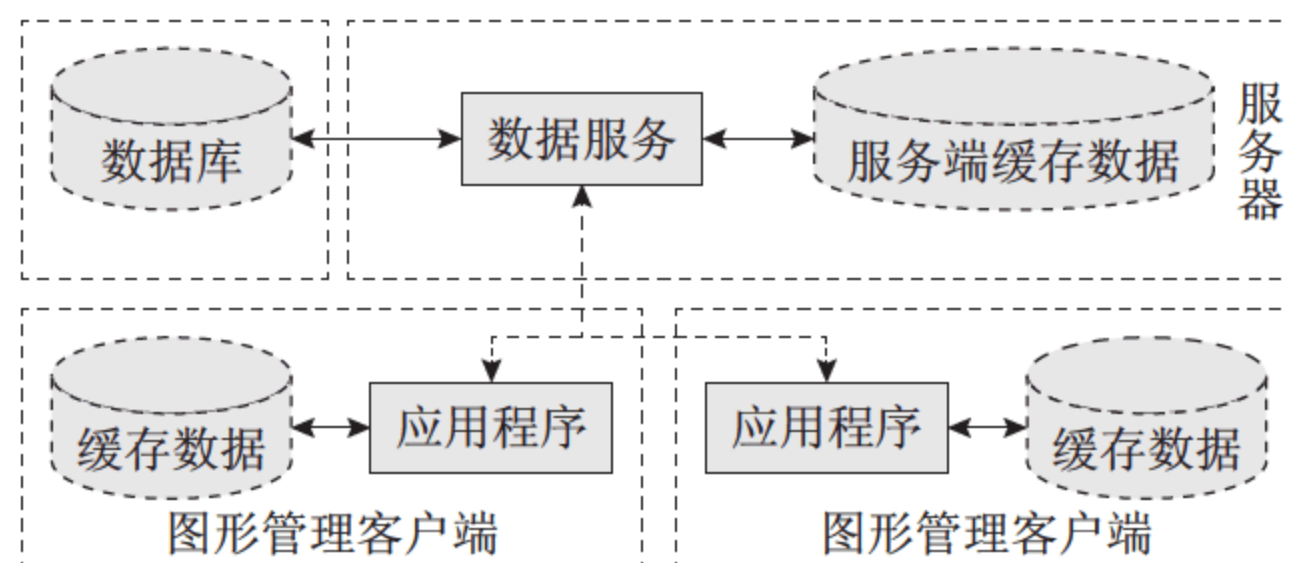 数据库
数据服务
服务端缓存数据
服务器
缓存数据
应用程序
应用程序
缓存数据
图形管理客户端
图形管理客户端